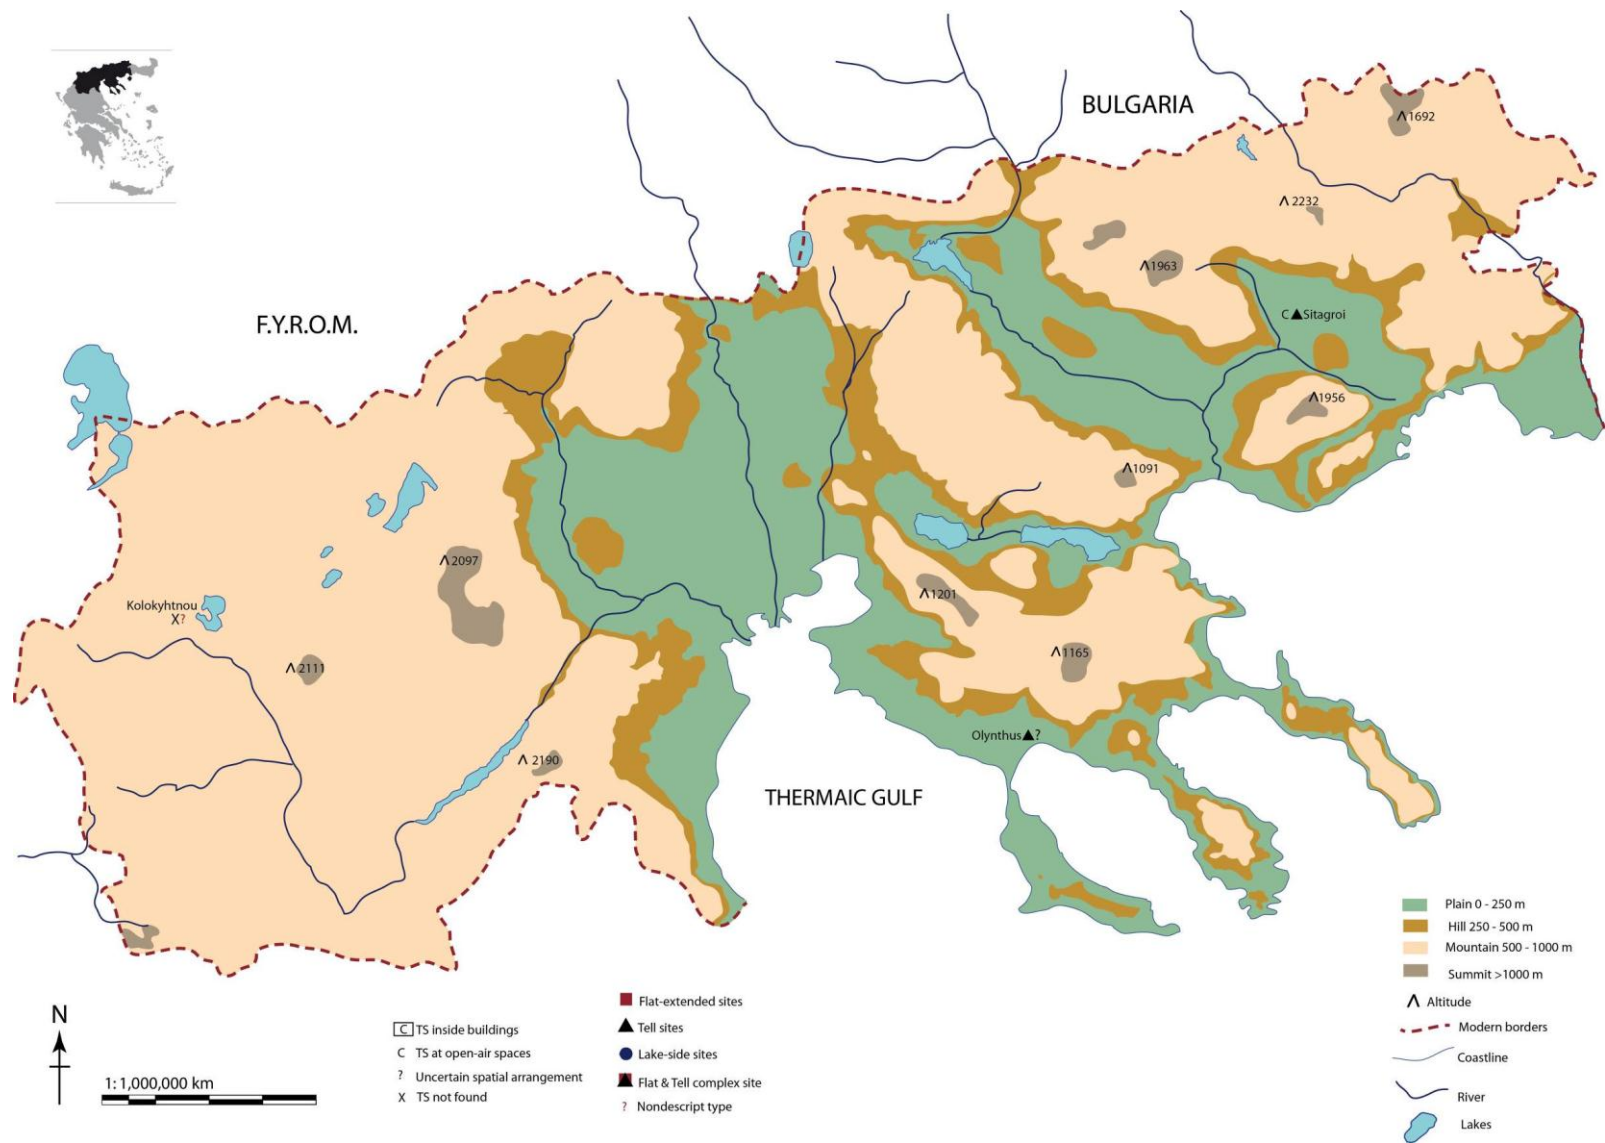 BULGARIA
Λ1692
Λ 2232
Λ1963
C▲Sitagroi
F.Y.R.O.M.
Λ1956
Λ1091
Λ2097
Λ1201
Kolokyhtnou
X?
Λ 2111
Λ1165
Olynthus▲?
Λ 2190
THERMAIC GULF
Plain 0 - 250 m
Hill 250 - 500 m
Mountain 500 - 1000 m
Summit >1000 m
Λ Altitude
Modern borders
Coastline
River
Lakes
N
1: 1,000,000 km
C TS inside buildings
C TS at open-air spaces
? Uncertain spatial arrangement
X TS not found
Flat-extended sites
Tell sites
Lake-side sites
Flat & Tell complex site
? Nondescript type